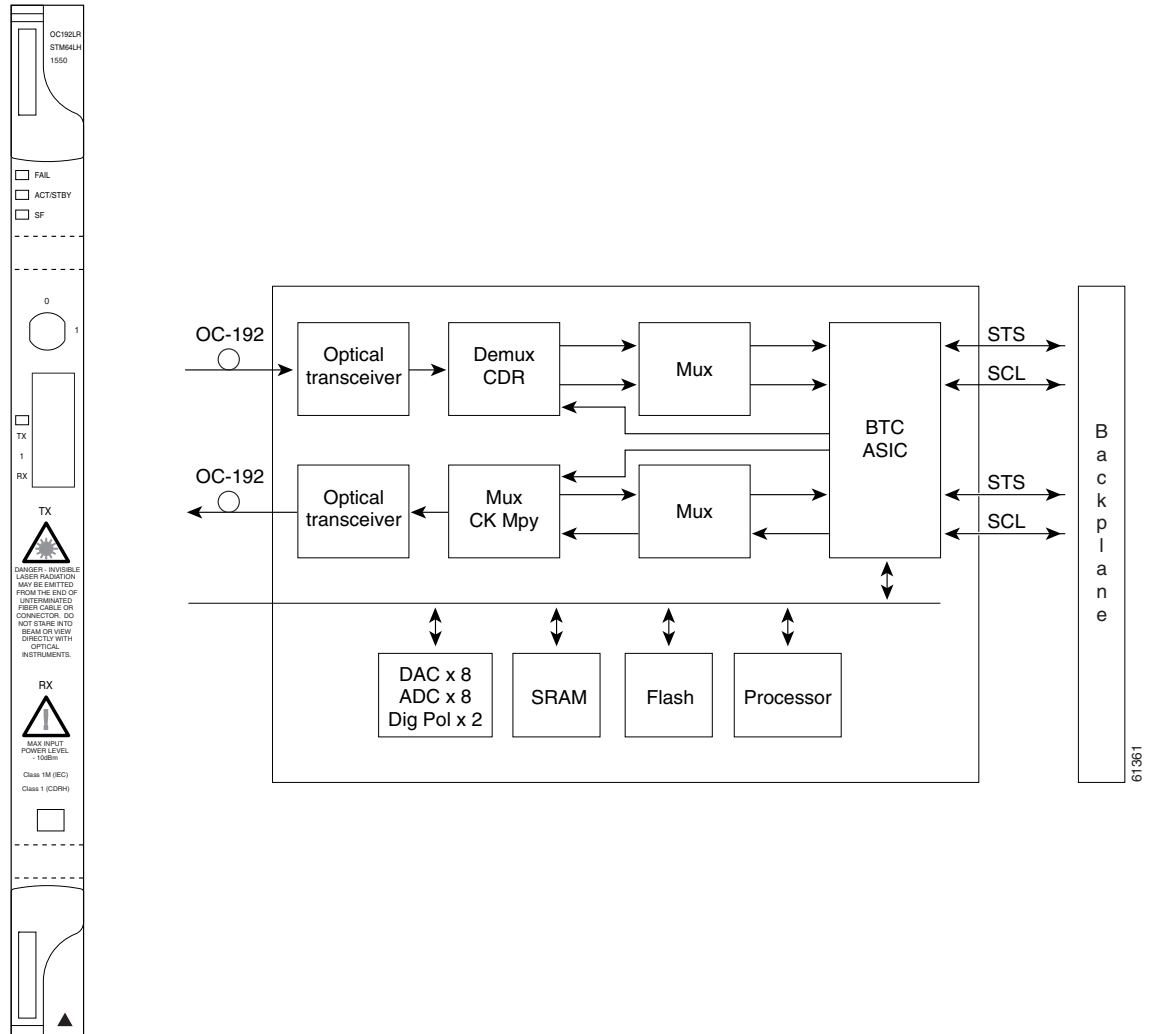 OC192LR
STM64LH
1550
FAIL
ACT/STBY
SF
0
1
TX
1
RX
TX
DANGER - INVISIBLE
LASER RADIATION
MAY BE EMITTED
FROM THE END OF
UNTERMINATED
FIBER CABLE OR
CONNECTOR. DO
NOT STARE INTO
BEAM OR VIEW
DIRECTLY WITH
OPTICAL
INSTRUMENTS.
RX
!
MAX INPUT
POWER LEVEL
- 10dBm
Class 1M (IEC)
Class 1 (CDRH)
OC-192
Optical
transceiver
Demux
CDR
Mux
BTC
ASIC
STS
SCL
OC-192
Optical
transceiver
Mux
CK Mpy
Mux
STS
SCL
DAC x 8
ADC x 8
Dig Pol x 2
SRAM
Flash
Processor
Backplane
61361